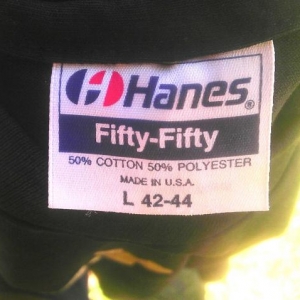 Hanes®
Fifty-Fifty
50% COTTON 50% POLYESTER
MADE IN U.S.A.
L 42-44